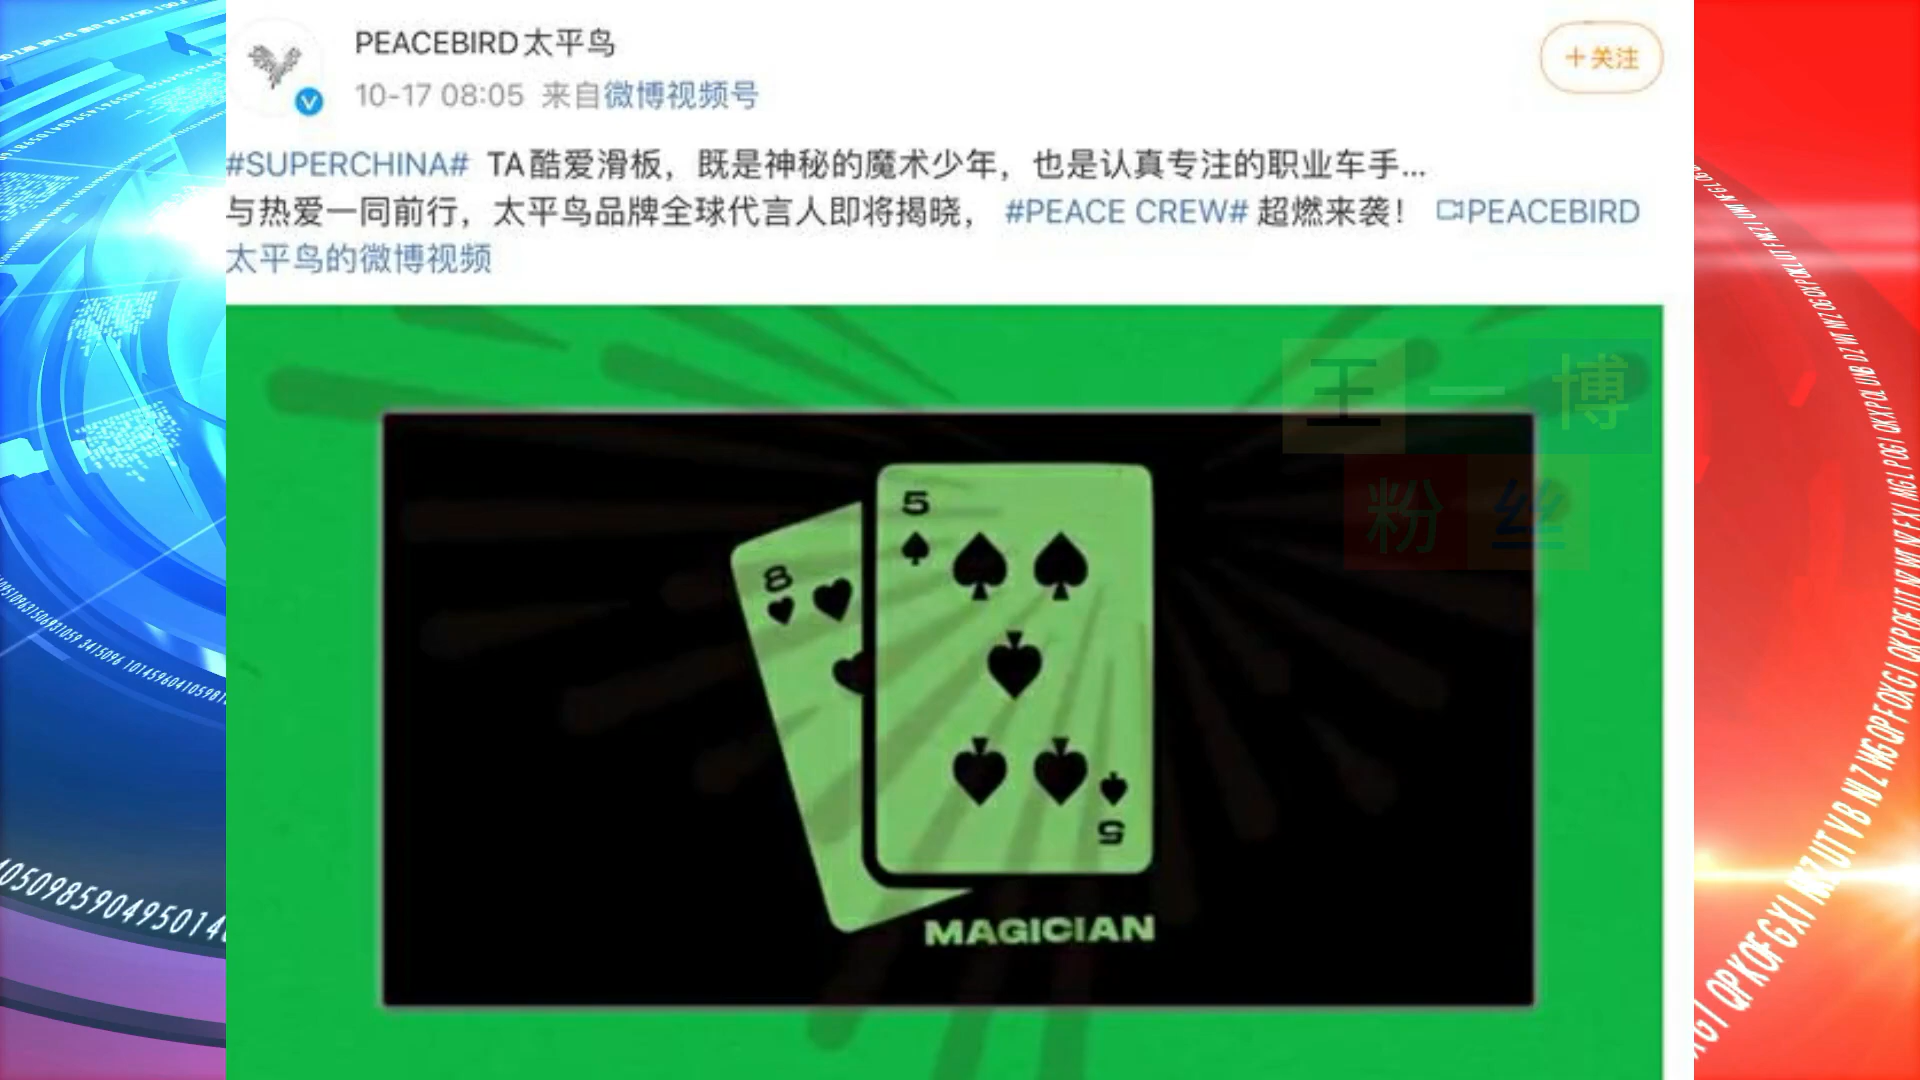 PEACEBIRD太平鸟
+关注
10-17 08:05 来自微博视频号
#SUPERCHINA# TA酷爱滑板，既是神秘的魔术少年，也是认真专注的职业车手...
与热爱一同前行，太平鸟品牌全球代言人即将揭晓，#PEACE CREW#超燃来袭！ PEACEBIRD
太平鸟的微博视频
王一博
粉丝
5
8
5
MAGICIAN